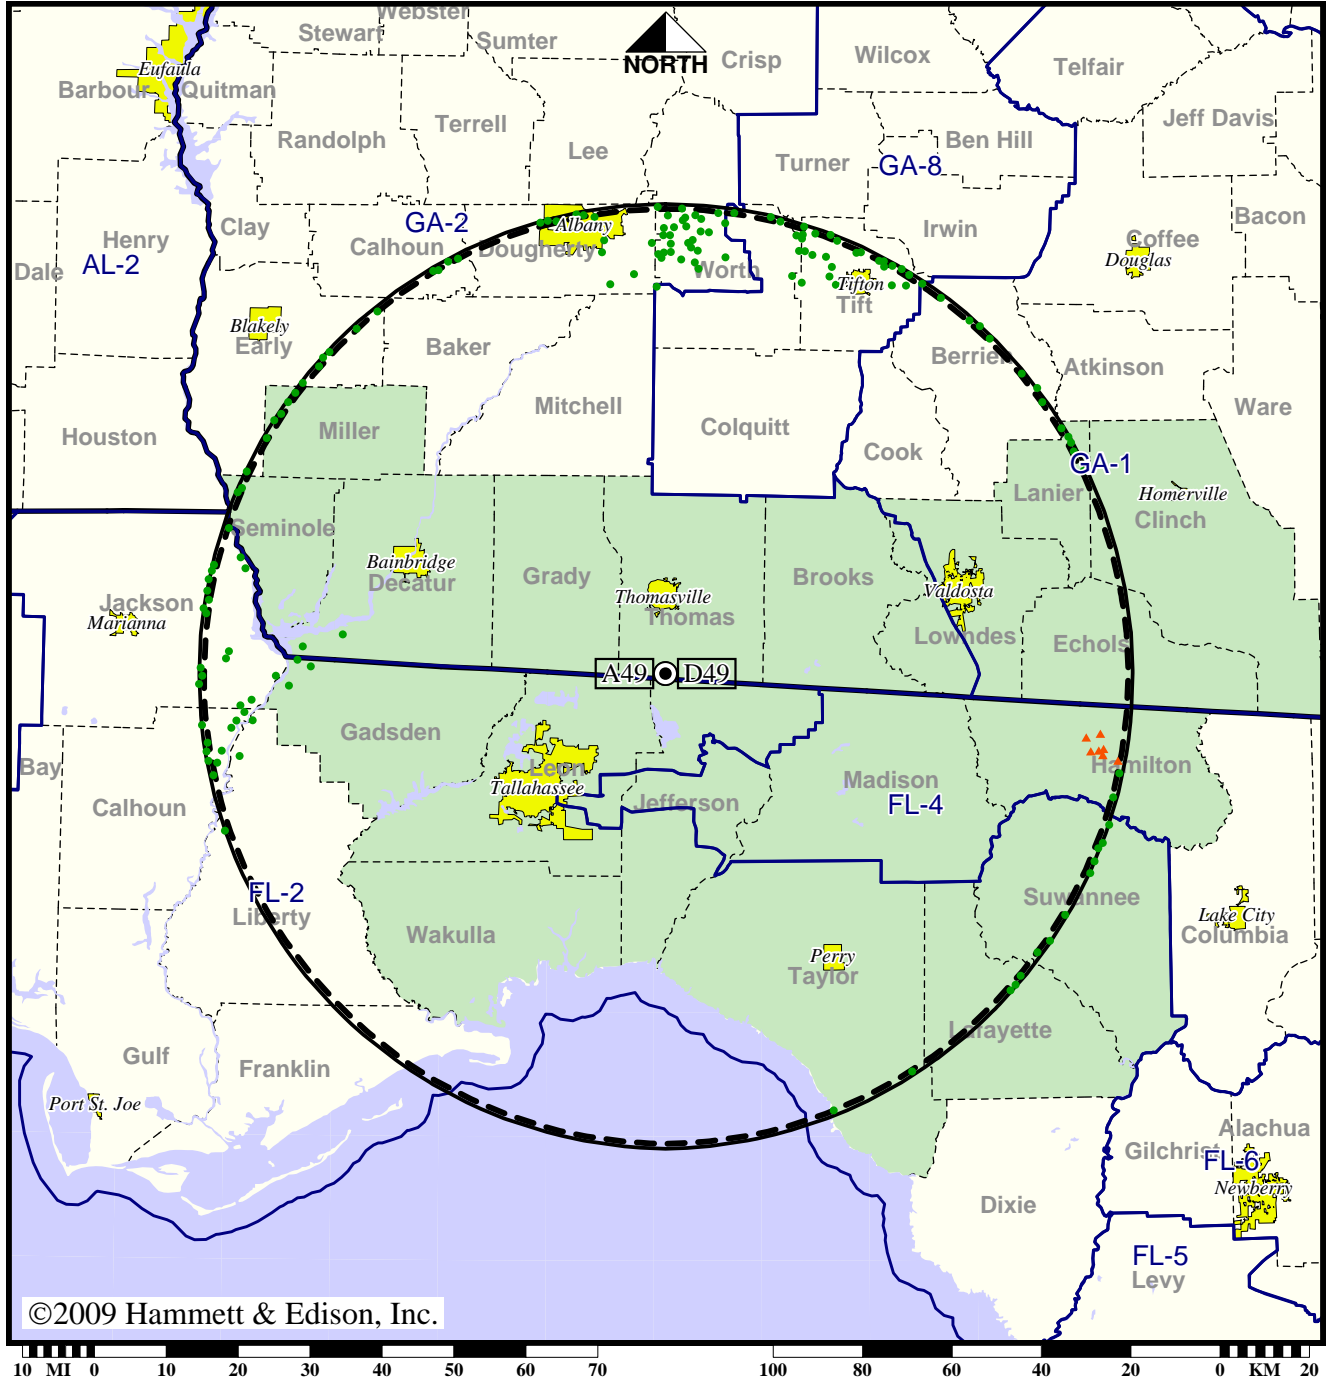 Webster
Stewart
Sumter
NORTH
Crisp
Wilcox
Telfair
Eufaula
Barbour
Quitman
Randolph
Terrell
Lee
Turner
GA-8
Ben Hill
Jeff Davis
Henry
Dale
AL-2
Clay
GA-2
Calhoun
Albany
Dougherty
Worth
Irwin
Bacon
Coffee
Douglas
Tifton
Tift
Blakely
Early
Baker
Berrien
Atkinson
Mitchell
Colquitt
Ware
Houston
Miller
Cook
GA-1
Lanier
Homerville
Clinch
Seminole
Bainbridge
Decatur
Grady
Thomasville
Thomas
Brooks
Valdosta
Lowndes
Echols
Jackson
Marianna
A49
D49
Gadsden
Leon
Tallahassee
Jefferson
Madison
FL-4
Hamilton
Bay
Calhoun
FL-2
Liberty
Wakulla
Suwannee
Lake City
Columbia
Perry
Taylor
Lafayette
Gulf
Franklin
Port St. Joe
Alachua
Gilchrist
FL-6
Newberry
Dixie
FL-5
Levy
©2009 Hammett & Edison, Inc.
10 MI 0 10 20 30 40 50 60 70 100 80 60 40 20 0 KM 20